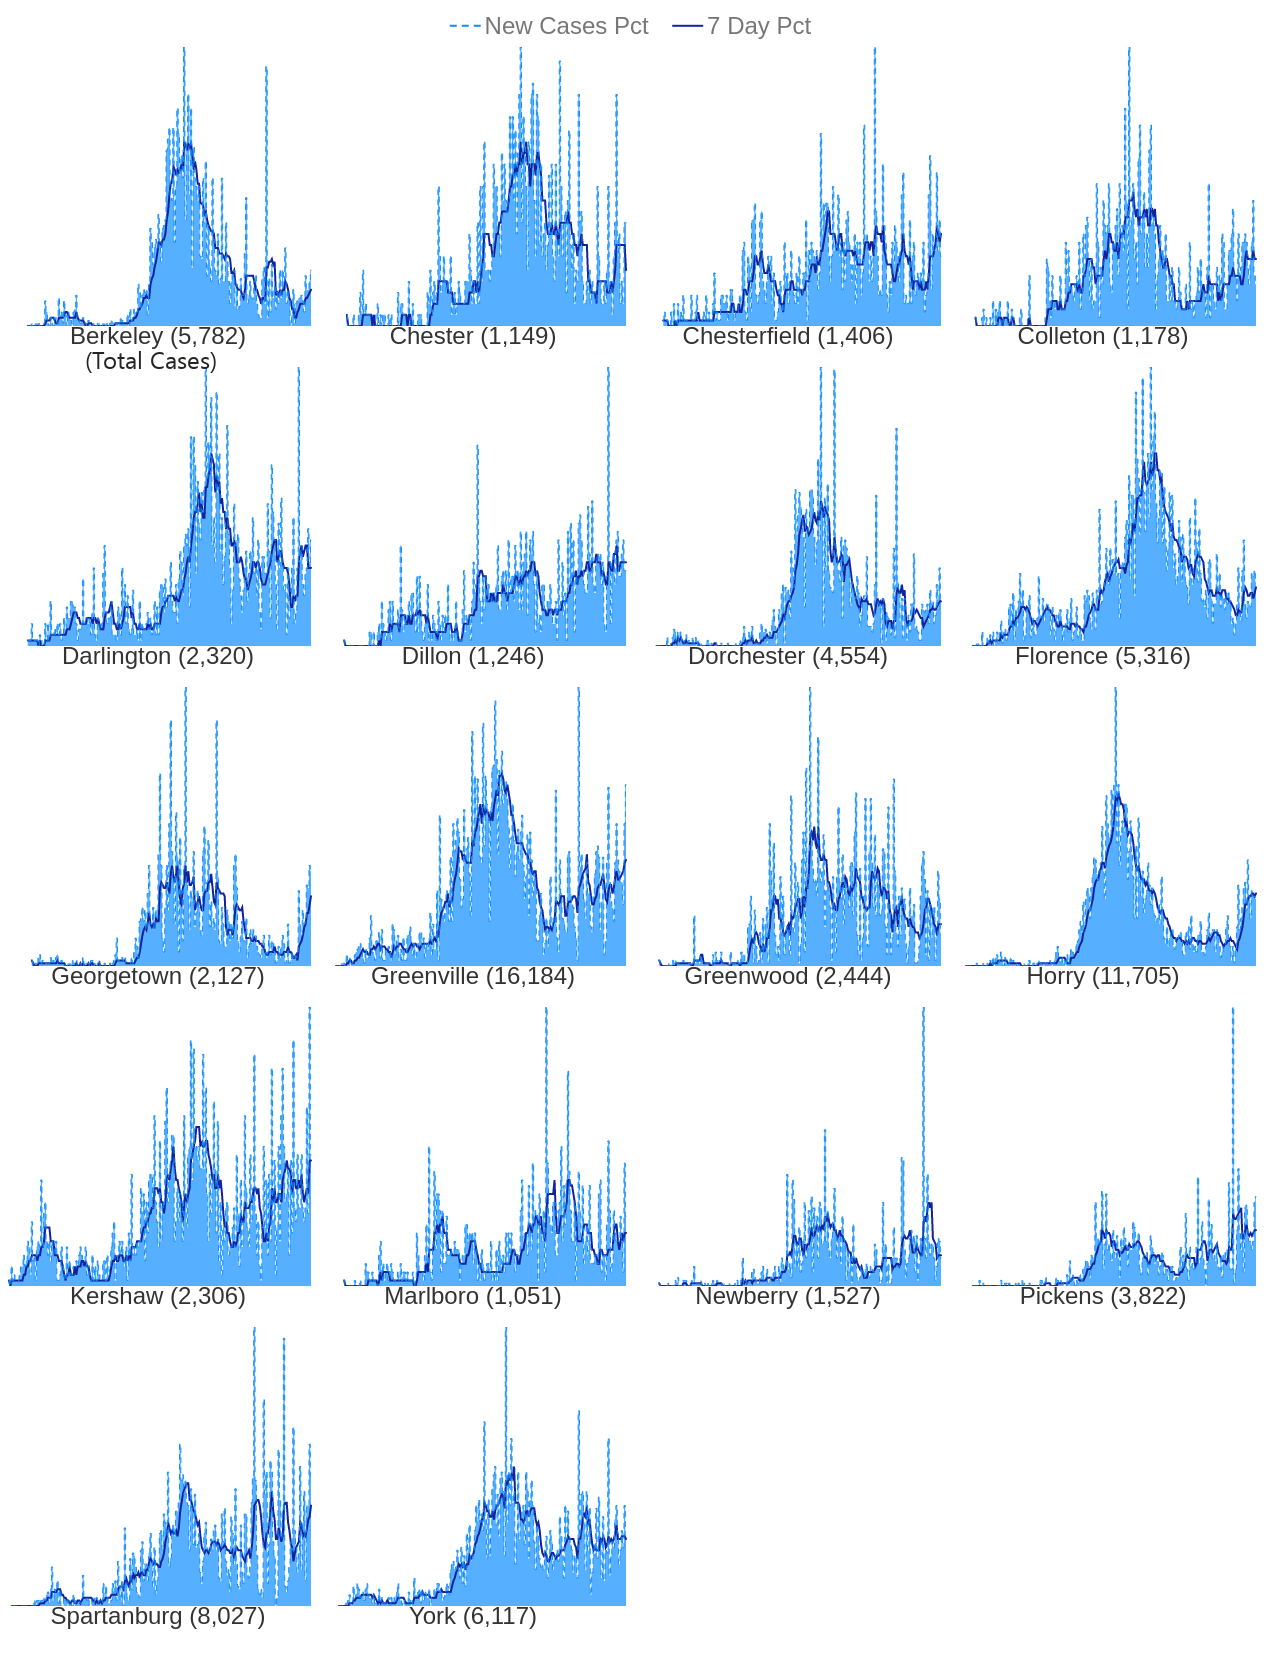 New Cases Pct 7 Day Pct
Berkeley (5,782) Chester (1,149) Chesterfield (1,406) Colleton (1,178)
(Total Cases)
Darlington (2,320) Dillon (1,246) Dorchester (4,554) Florence (5,316)
Georgetown (2,127) Greenville (16,184) Greenwood (2,444) Horry (11,705)
Kershaw (2,306) Marlboro (1,051) Newberry (1,527) Pickens (3,822)
Spartanburg (8,027) York (6,117)